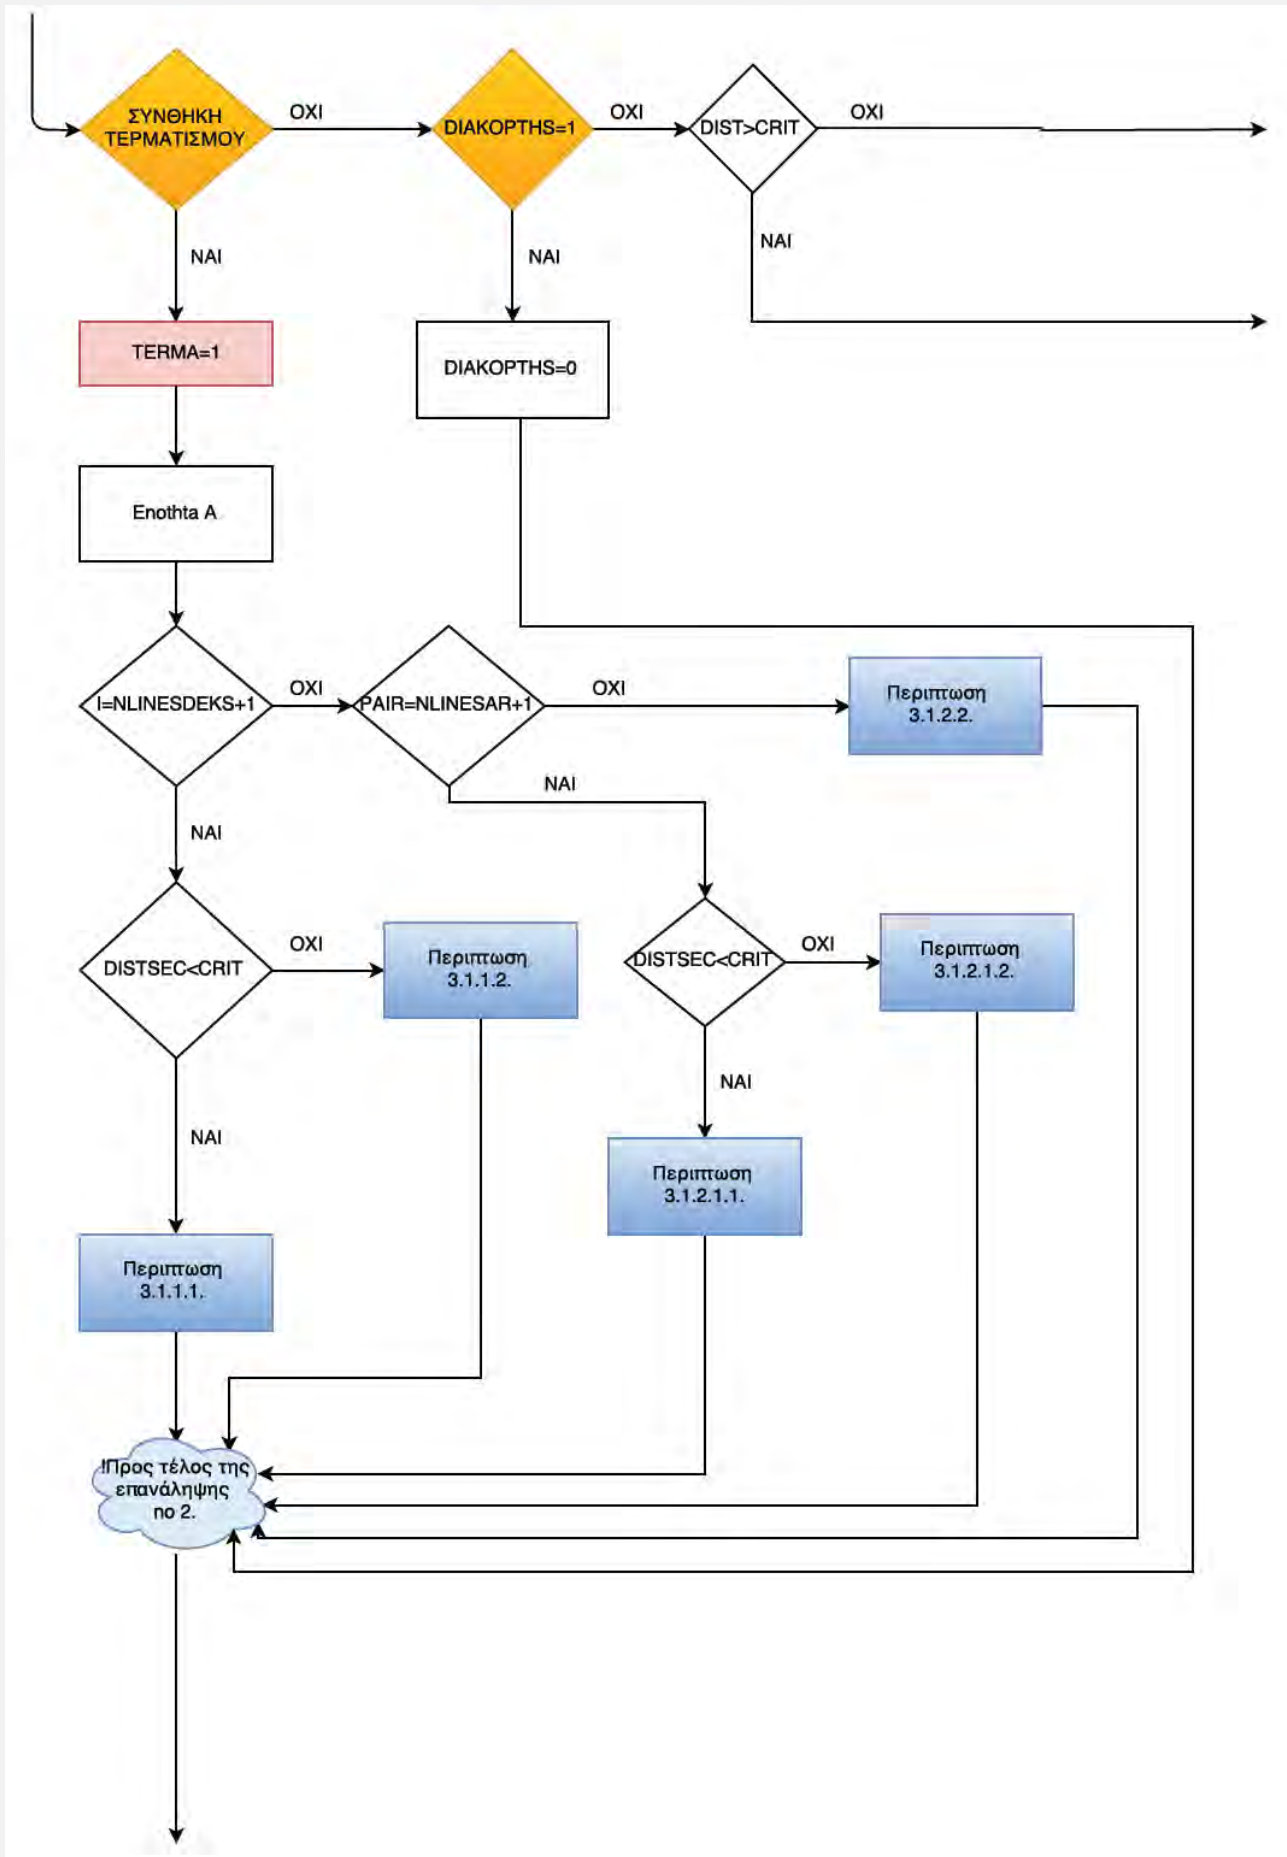 ΣΥΝΘΗΚΗ
ΤΕΡΜΑΤΙΣΜΟΥ
ΟΧΙ
DIAKOPTHS=1
ΟΧΙ
DIST>CRIT
ΟΧΙ
ΝΑΙ
ΝΑΙ
ΝΑΙ
TERMA=1
DIAKOPTHS=0
Enothta A
I=NLINESDEKS+1
ΟΧΙ
PAIR=NLINESAR+1
ΟΧΙ
Περιπτωση
3.1.2.2.
ΝΑΙ
ΝΑΙ
DISTSEC<CRIT
ΟΧΙ
Περιπτωση
3.1.1.2.
DISTSEC<CRIT
ΟΧΙ
Περιπτωση
3.1.2.1.2.
ΝΑΙ
ΝΑΙ
Περιπτωση
3.1.2.1.1.
Περιπτωση
3.1.1.1.
!Προς τέλος της
επανάληψης
no 2.